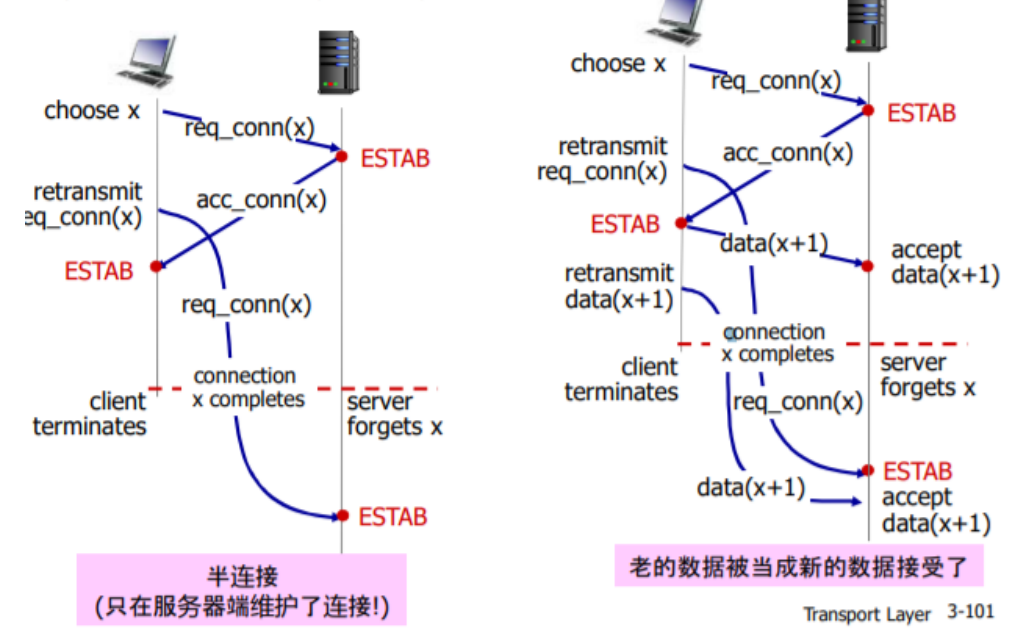 choose x
req_conn(x)
ESTAB
retransmit
eq_conn(x)
acc_conn(x)
ESTAB
req_conn(x)
connection
x completes
client
terminates
server
forgets x
ESTAB
半连接
(只在服务器端维护了连接!)
choose x
req_conn(x)
ESTAB
retransmit
req_conn(x)
acc_conn(x)
ESTAB
data(x+1)
accept
data(x+1)
retransmit
data(x+1)
connection
x completes
client
terminates
server
forgets x
req_conn(x)
ESTAB
data(x+1)
accept
data(x+1)
老的数据被当成新的数据接受了
Transport Layer 3-101